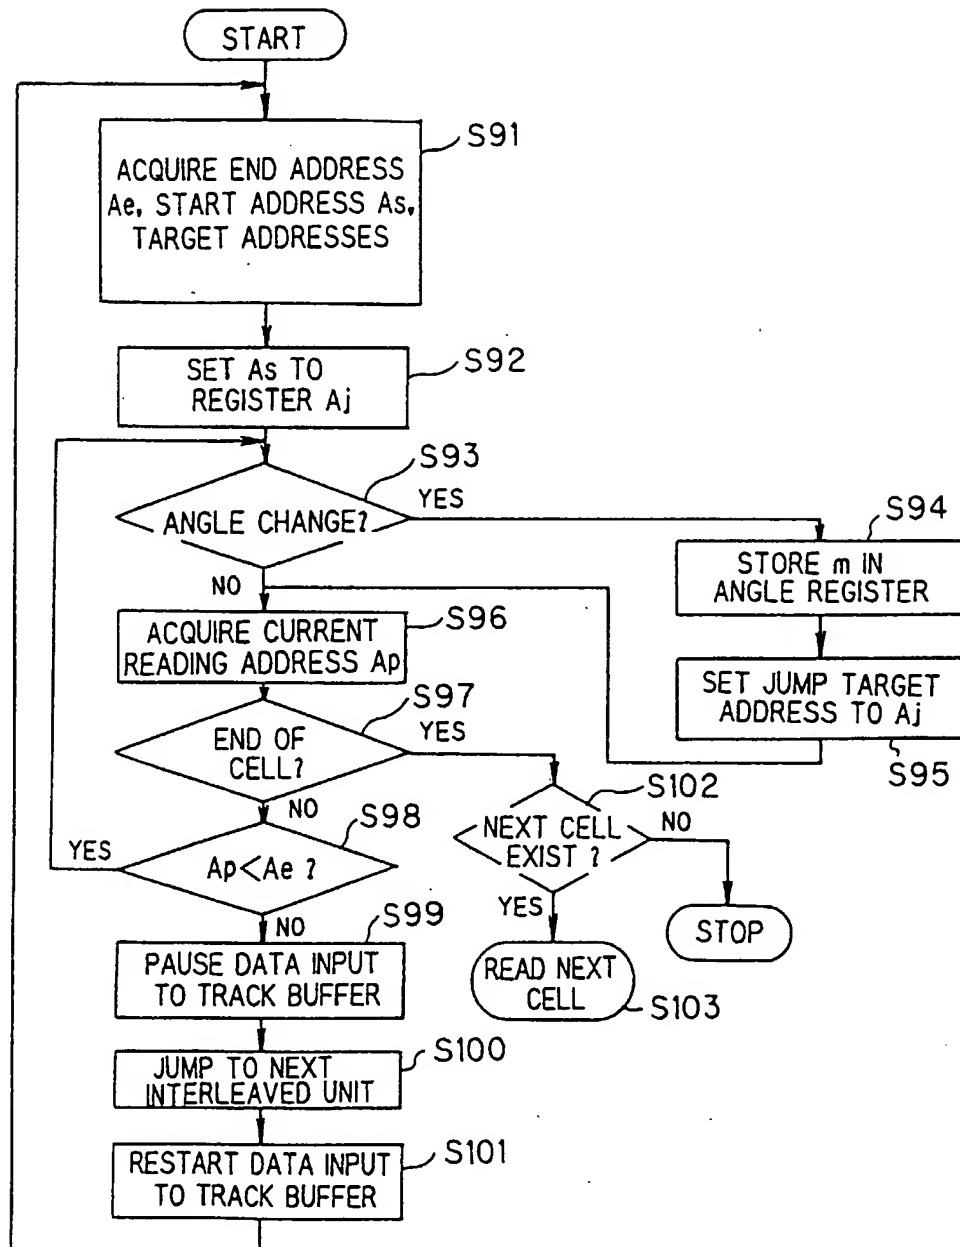 START
S91
ACQUIRE END ADDRESS
Ae, START ADDRESS As,
TARGET ADDRESSES
S92
SET As TO
REGISTER Aj
S93
ANGLE CHANGE?
YES
NO
S94
STORE m IN
ANGLE REGISTER
S96
ACQUIRE CURRENT
READING ADDRESS Ap
SET JUMP TARGET
ADDRESS TO Aj
S95
S97
END OF
CELL?
YES
NO
S102
NEXT CELL
EXIST ?
NO
YES
STOP
READ NEXT
CELL
S103
S98
Ap<Ae ?
YES
NO
S99
PAUSE DATA INPUT
TO TRACK BUFFER
S100
JUMP TO NEXT
INTERLEAVED UNIT
S101
RESTART DATA INPUT
TO TRACK BUFFER